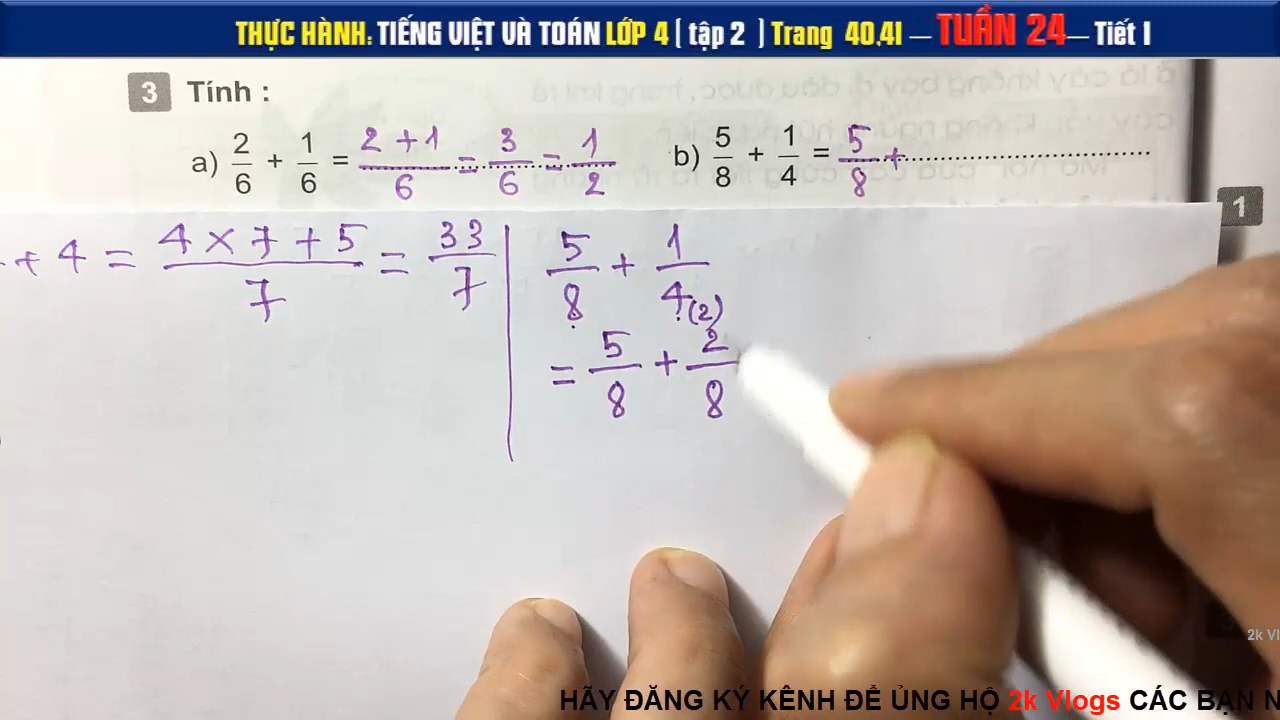 THỰC HÀNH: TIẾNG VIỆT VÀ TOÁN LỚP 4 ( tập 2 ) Trang 40,41 – TUẦN 24 – Tiết 1
3 Tính :
a) 2/6 + 1/6 = (2 + 1)/6 = 3/6 = 1/2 b) 5/8 + 1/4 = 5/8 +
1
+ 4 = (4 × 7 + 5)/7 = 33/7
5/8 + 1/4 (2)
= 5/8 + 2/8
2k Vl
HÃY ĐĂNG KÝ KÊNH ĐỂ ỦNG HỘ 2k Vlogs CÁC BẠN N